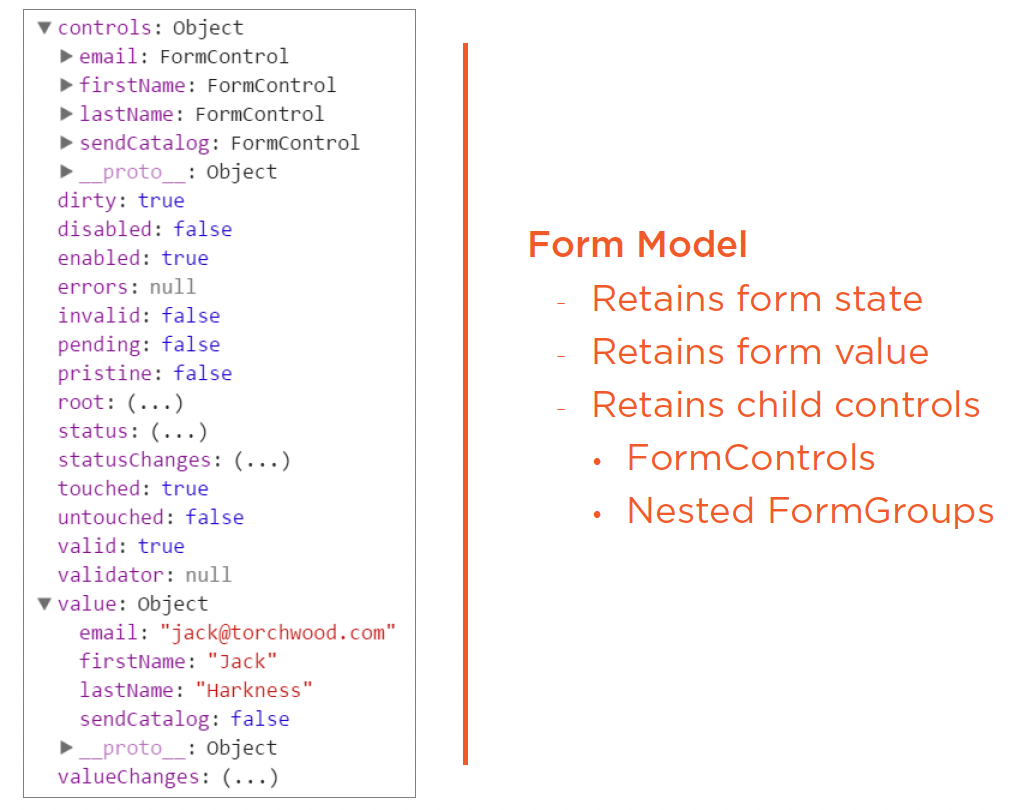 ▼ controls: Object
▶ email: FormControl
▶ firstName: FormControl
▶ lastName: FormControl
▶ sendCatalog: FormControl
▶ __proto__: Object
dirty: true
disabled: false
enabled: true
errors: null
invalid: false
pending: false
pristine: false
root: (...)
status: (...)
statusChanges: (...)
touched: true
untouched: false
valid: true
validator: null
▼ value: Object
email: "jack@torchwood.com"
firstName: "Jack"
lastName: "Harkness"
sendCatalog: false
▶ __proto__: Object
valueChanges: (...)
Form Model
- Retains form state
- Retains form value
- Retains child controls
• FormControls
• Nested FormGroups